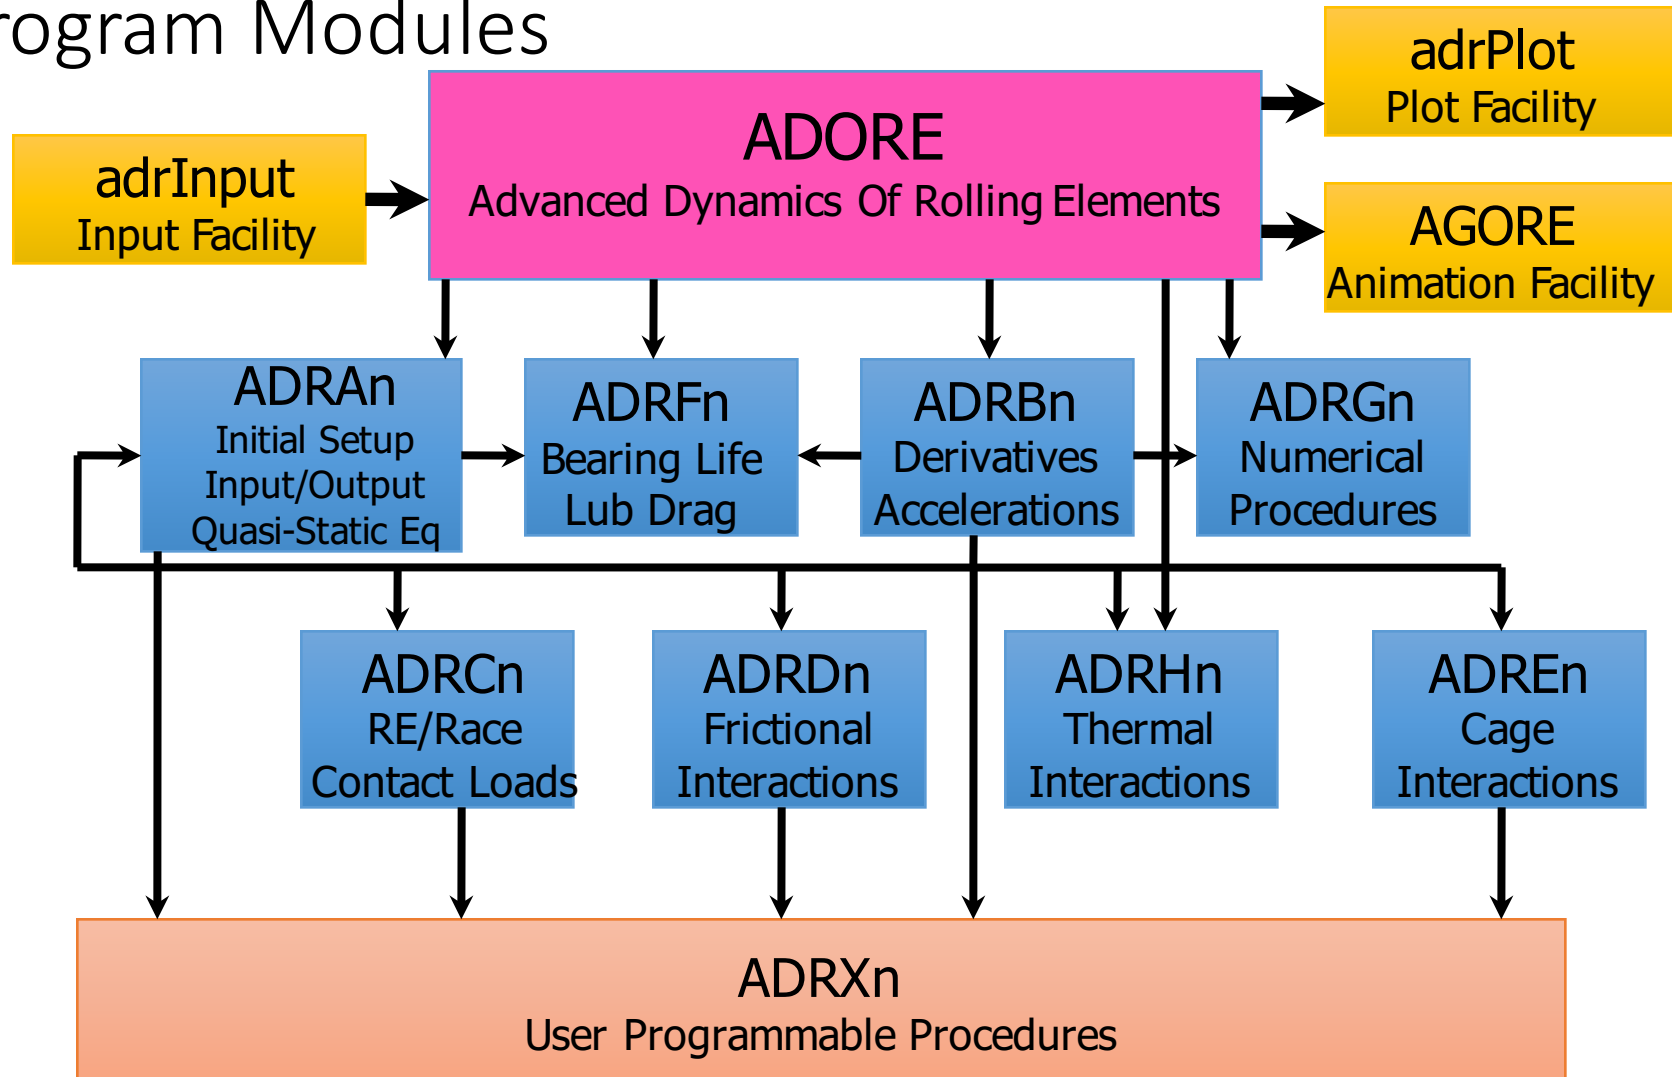 rogram Modules
adrPlot
Plot Facility
ADORE
Advanced Dynamics Of Rolling Elements
adrInput
Input Facility
AGORE
Animation Facility
ADRAn
Initial Setup
Input/Output
Quasi-Static Eq
ADRFn
Bearing Life
Lub Drag
ADRBn
Derivatives
Accelerations
ADRGn
Numerical
Procedures
ADRCn
RE/Race
Contact Loads
ADRDn
Frictional
Interactions
ADRHn
Thermal
Interactions
ADREn
Cage
Interactions
ADRXn
User Programmable Procedures